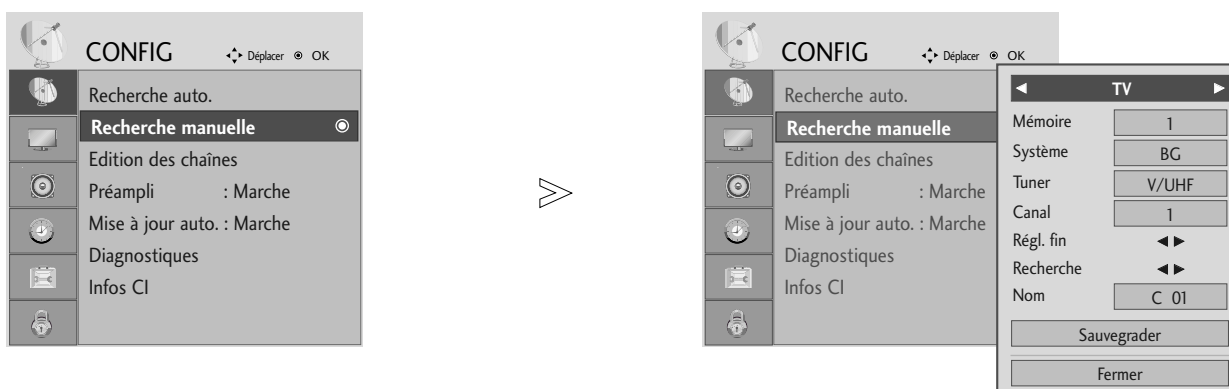 CONFIG Déplacer OK
Recherche auto.
Recherche manuelle
Edition des chaînes
Préampli : Marche
Mise à jour auto. : Marche
Diagnostiques
Infos CI
CONFIG Déplacer OK
Recherche auto.
Recherche manuelle
Edition des chaînes
Préampli : Marche
Mise à jour auto. : Marche
Diagnostiques
Infos CI
TV
Mémoire 1
Système BG
Tuner V/UHF
Canal 1
Régl. fin
Recherche
Nom C 01
Sauvegrader
Fermer